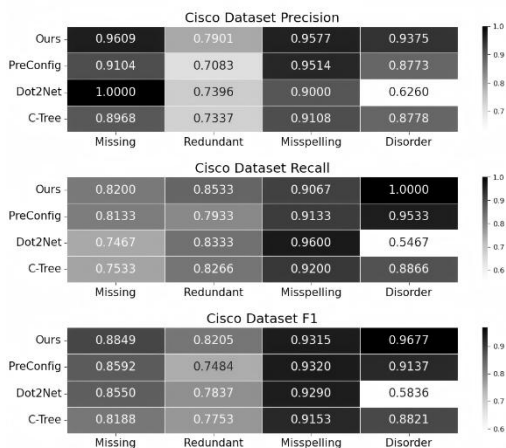 Cisco Dataset Precision
Ours 0.9609 0.7901 0.9577 0.9375
PreConfig 0.9104 0.7083 0.9514 0.8773
Dot2Net 1.0000 0.7396 0.9000 0.6260
C-Tree 0.8968 0.7337 0.9108 0.8778
Missing Redundant Misspelling Disorder
1.0
0.9
0.8
0.7
Cisco Dataset Recall
Ours 0.8200 0.8533 0.9067 1.0000
PreConfig 0.8133 0.7933 0.9133 0.9533
Dot2Net 0.7467 0.8333 0.9600 0.5467
C-Tree 0.7533 0.8266 0.9200 0.8866
Missing Redundant Misspelling Disorder
1.0
0.9
0.8
0.7
0.6
Cisco Dataset F1
Ours 0.8849 0.8205 0.9315 0.9677
PreConfig 0.8592 0.7484 0.9320 0.9137
Dot2Net 0.8550 0.7837 0.9290 0.5836
C-Tree 0.8188 0.7753 0.9153 0.8821
Missing Redundant Misspelling Disorder
0.9
0.8
0.7
0.6